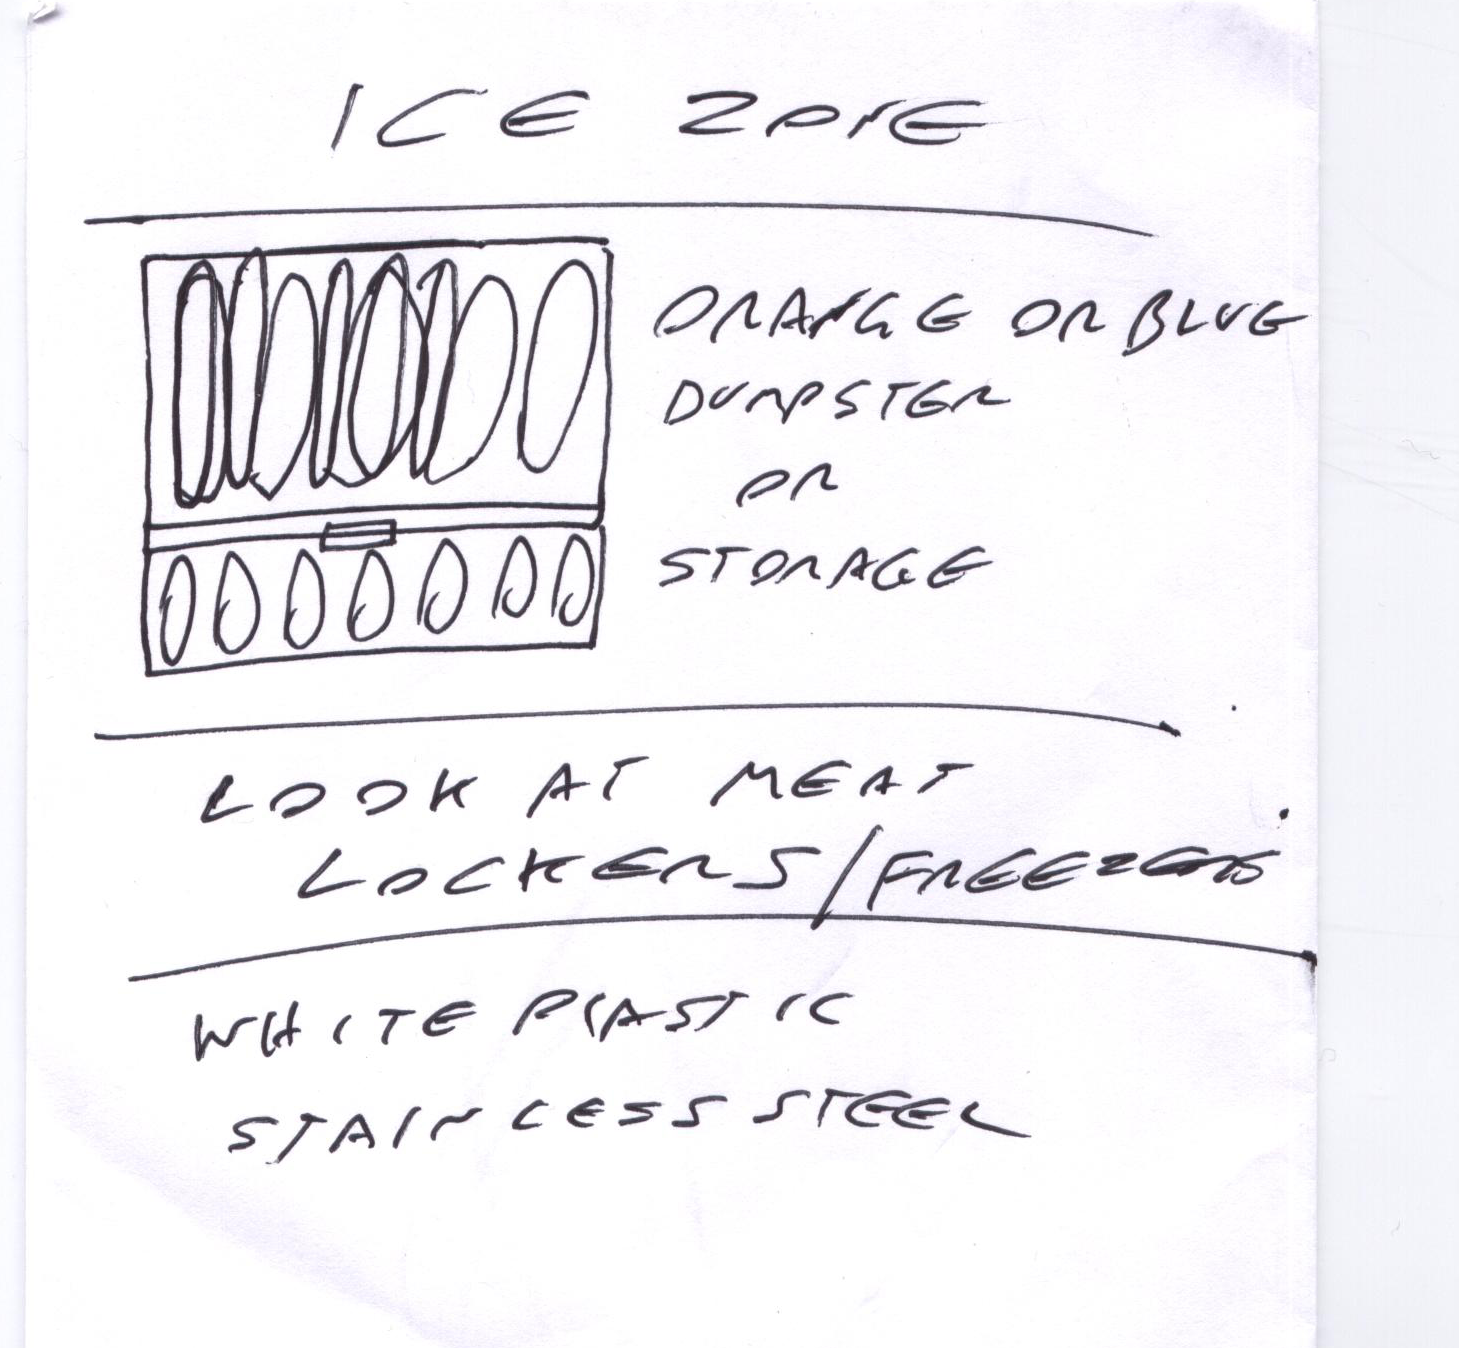 ICE ZONE
ORANGE OR BLUE
DUMPSTER
OR
STORAGE
LOOK AT MEAT
LOCKERS/FREEZERS
WHITE PLASTIC
STAINLESS STEEL